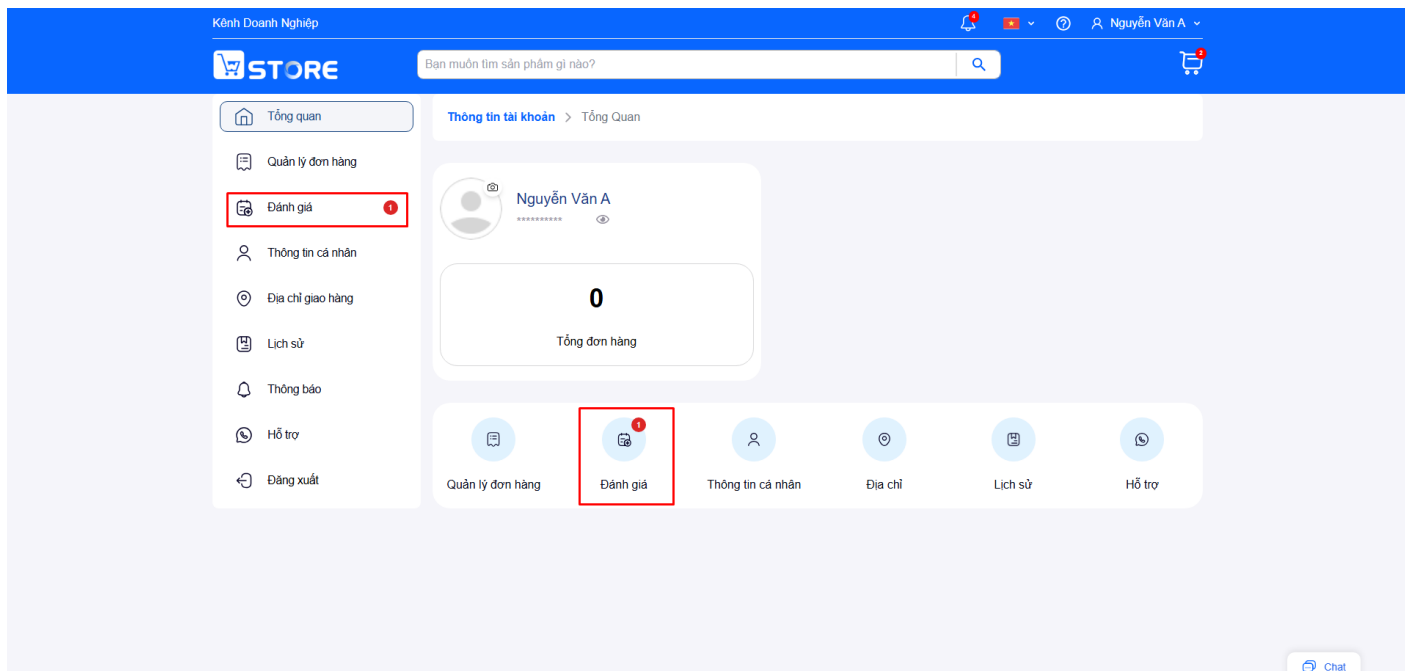 Kênh Doanh Nghiệp
4
Nguyễn Văn A
STORE
Bạn muốn tìm sản phẩm gì nào?
2
Tổng quan
Quản lý đơn hàng
Đánh giá 1
Thông tin cá nhân
Địa chỉ giao hàng
Lịch sử
Thông báo
Hỗ trợ
Đăng xuất
Thông tin tài khoản > Tổng Quan
Nguyễn Văn A
**********
0
Tổng đơn hàng
1
Quản lý đơn hàng
Đánh giá
Thông tin cá nhân
Địa chỉ
Lịch sử
Hỗ trợ
Chat